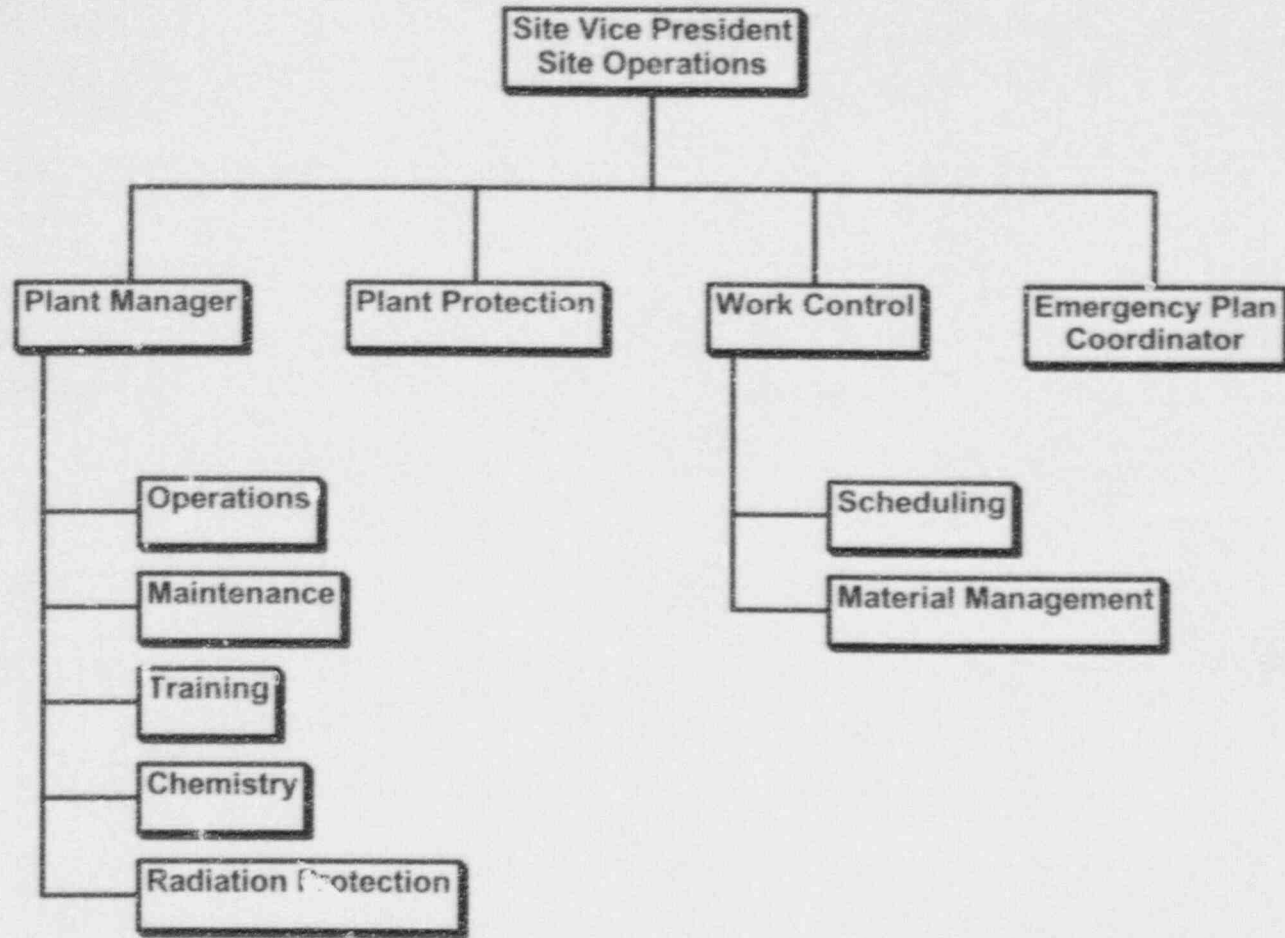 Site Vice President
Site Operations
Plant Manager
Plant Protection
Work Control
Emergency Plan
Coordinator
Operations
Scheduling
Maintenance
Material Management
Training
Chemistry
Radiation Protection